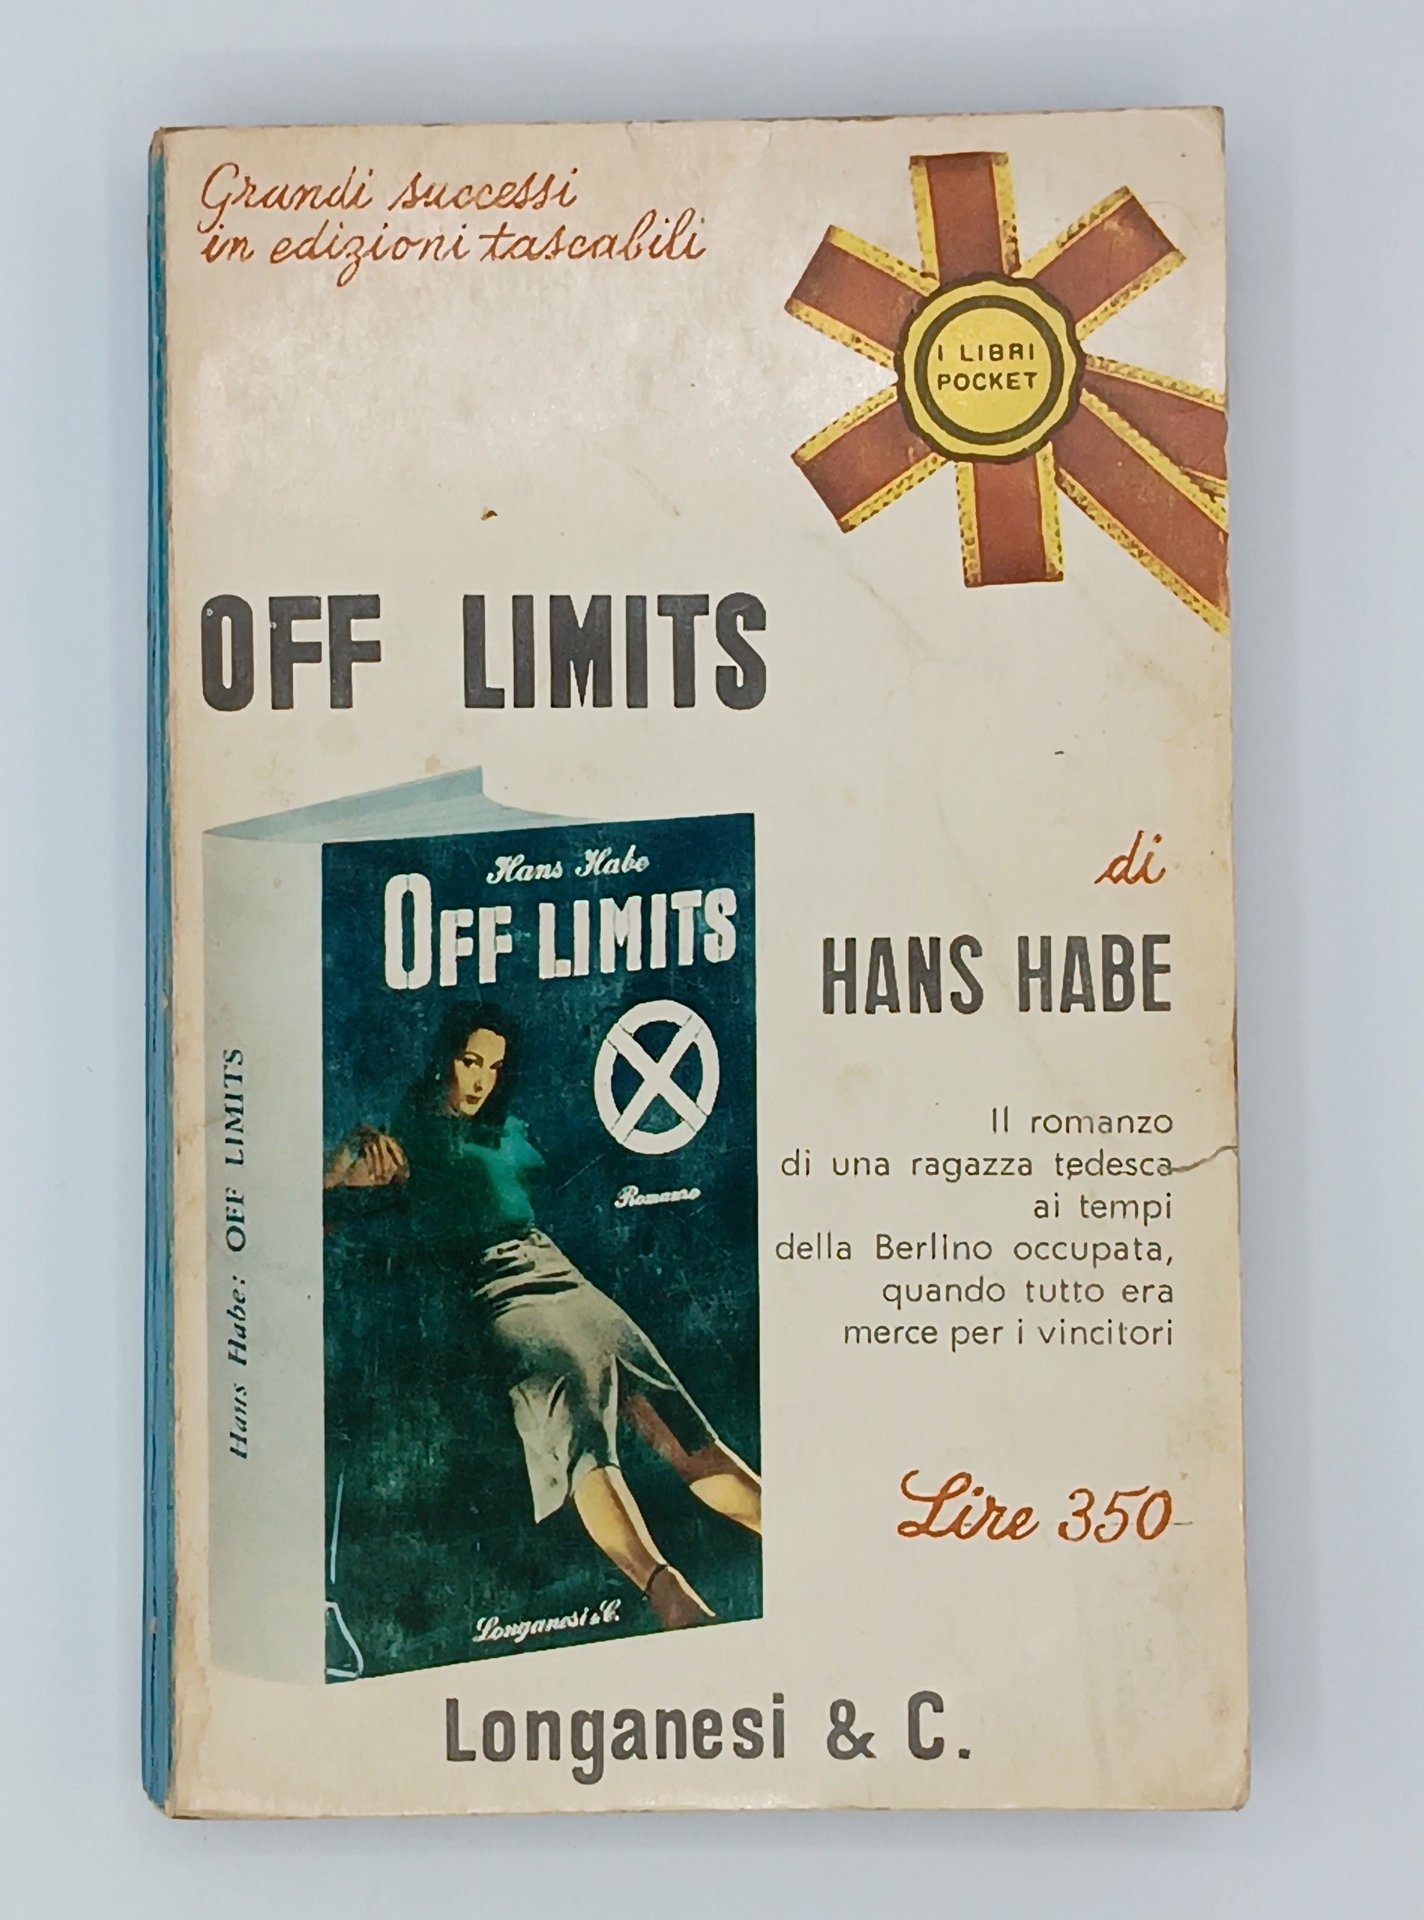 Grandi successi
in edizioni tascabili
I LIBRI
POCKET
OFF LIMITS
Hans Habe
OFF LIMITS
Romanzo
Longanesi & C.
Hans Habe: OFF LIMITS
di
HANS HABE
Il romanzo
di una ragazza tedesca
ai tempi
della Berlino occupata,
quando tutto era
merce per i vincitori
Lire 350
Longanesi & C.